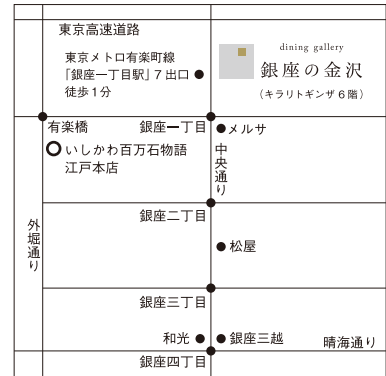 東京高速道路
東京メトロ有楽町線
「銀座一丁目駅」7出口
徒歩1分
dining gallery
銀座の金沢
(キラリトギンザ6階)
有楽橋
銀座一丁目
メルサ
いしかわ百万石物語
江戸本店
中央通り
銀座二丁目
外堀通り
松屋
銀座三丁目
和光
銀座三越
晴海通り
銀座四丁目